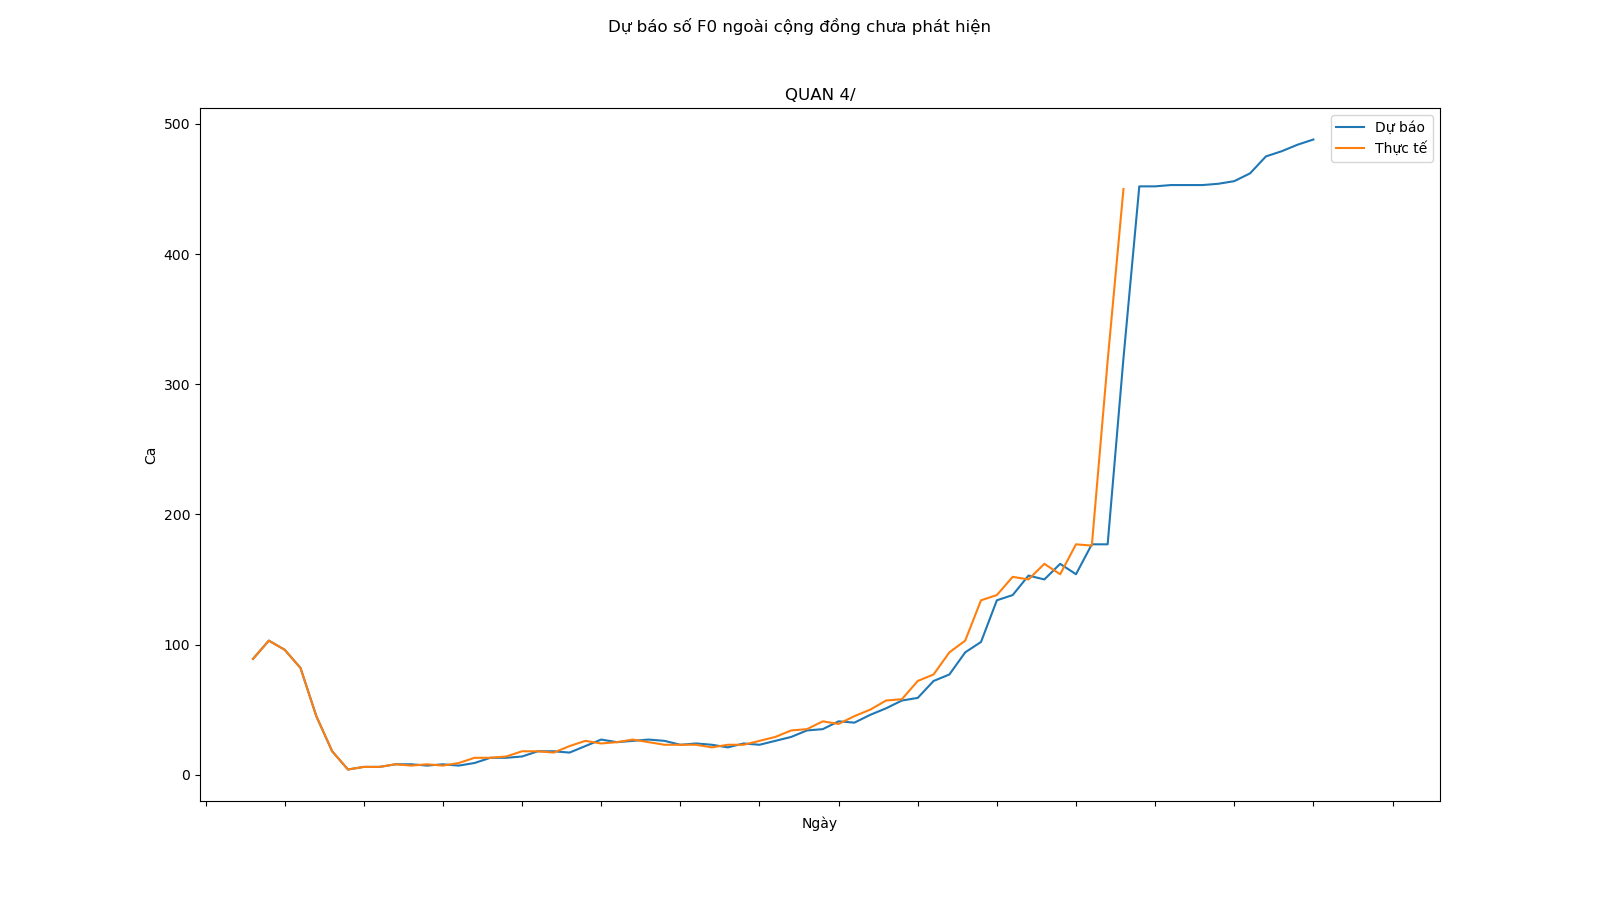 Dự báo số F0 ngoài cộng đồng chưa phát hiện
QUAN 4/
500
400
300
200
100
0
Ca
Ngày
Dự báo
Thực tế